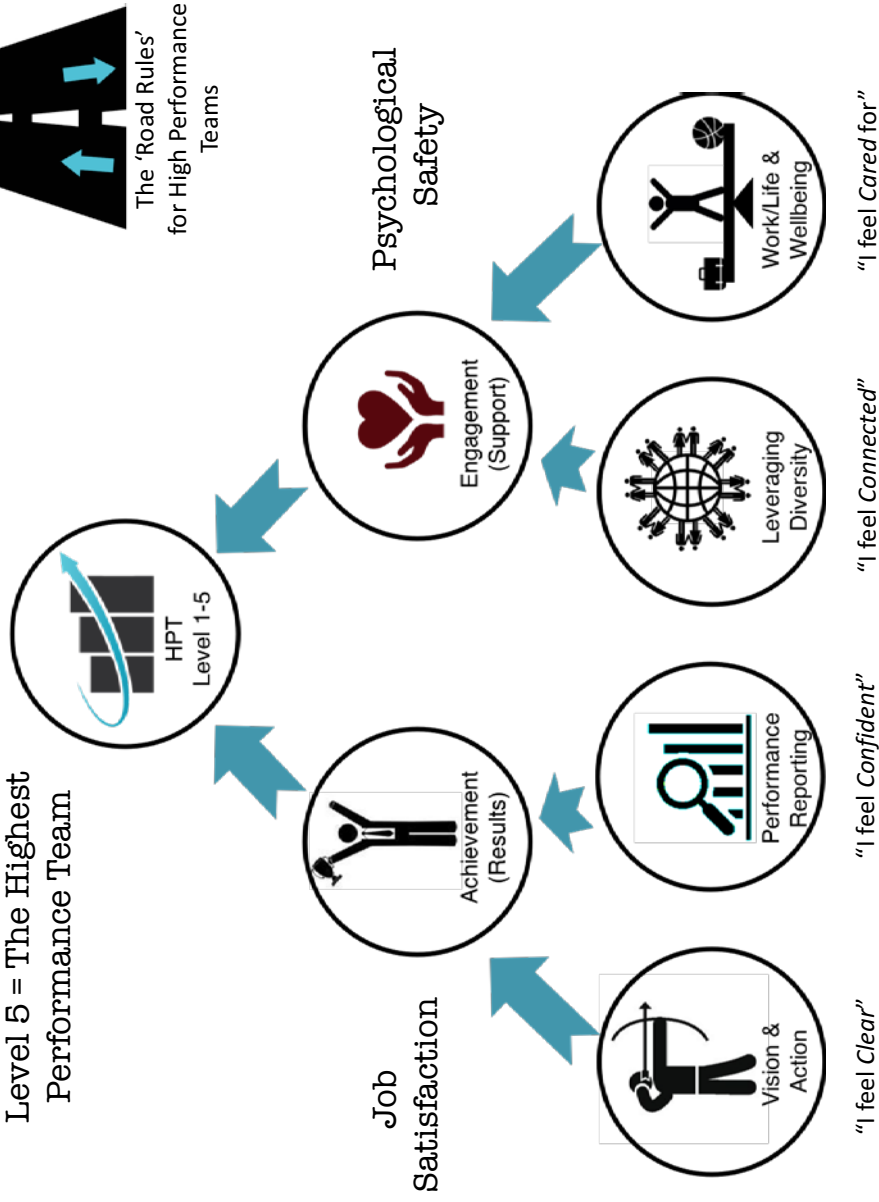 Level 5 = The Highest
Performance Team
The 'Road Rules'
for High Performance
Teams
HPT
Level 1-5
Job
Satisfaction
Achievement
(Results)
Engagement
(Support)
Psychological
Safety
Vision &
Action
Performance
Reporting
Leveraging
Diversity
Work/Life &
Wellbeing
“I feel Clear”
“I feel Confident”
“I feel Connected”
“I feel Cared for”